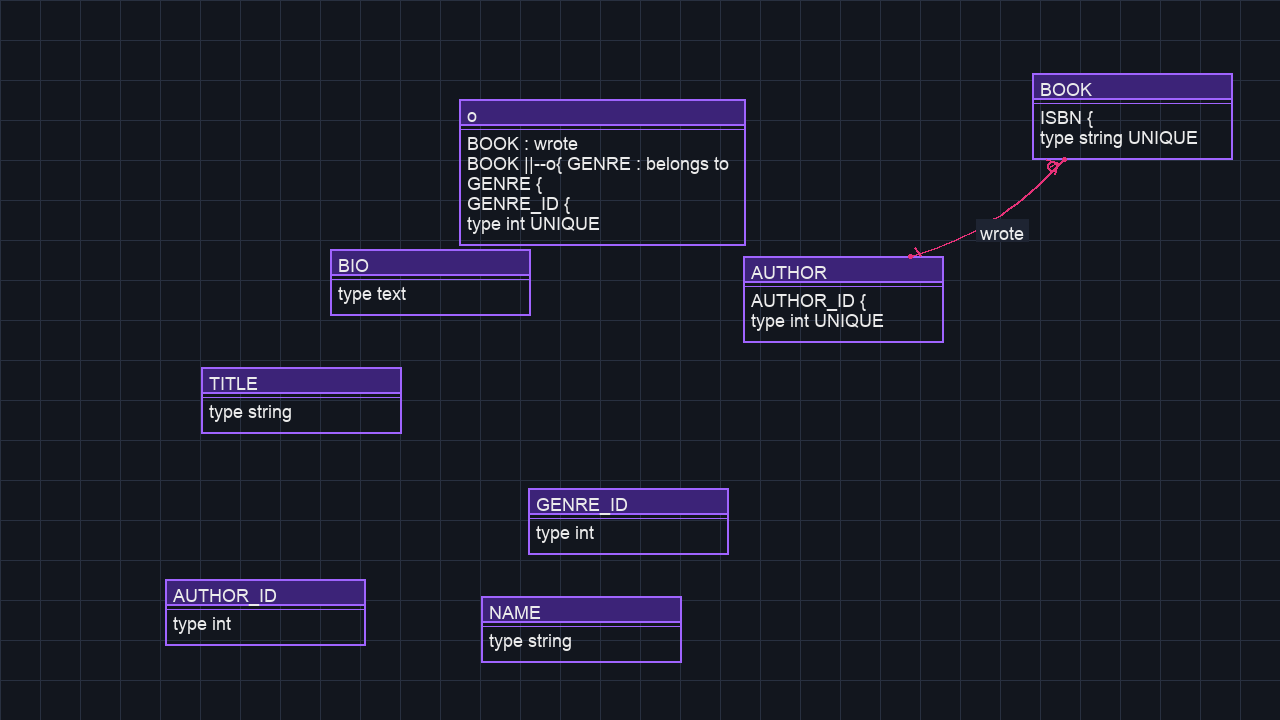 BOOK
ISBN {
type string UNIQUE
o
BOOK : wrote
BOOK ||--o{ GENRE : belongs to
GENRE {
GENRE_ID {
type int UNIQUE
wrote
BIO
type text
AUTHOR
AUTHOR_ID {
type int UNIQUE
TITLE
type string
GENRE_ID
type int
AUTHOR_ID
type int
NAME
type string